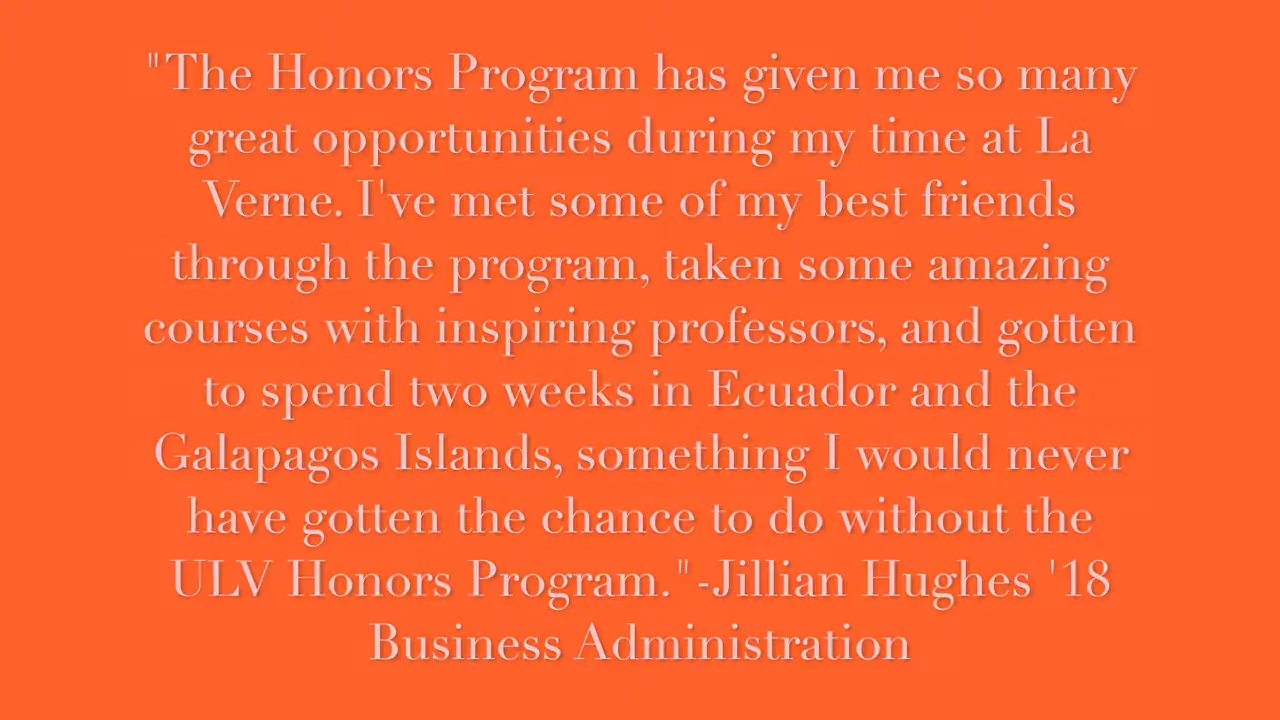 "The Honors Program has given me so many
great opportunities during my time at La
Verne. I've met some of my best friends
through the program, taken some amazing
courses with inspiring professors, and gotten
to spend two weeks in Ecuador and the
Galapagos Islands, something I would never
have gotten the chance to do without the
ULV Honors Program."-Jillian Hughes '18
Business Administration